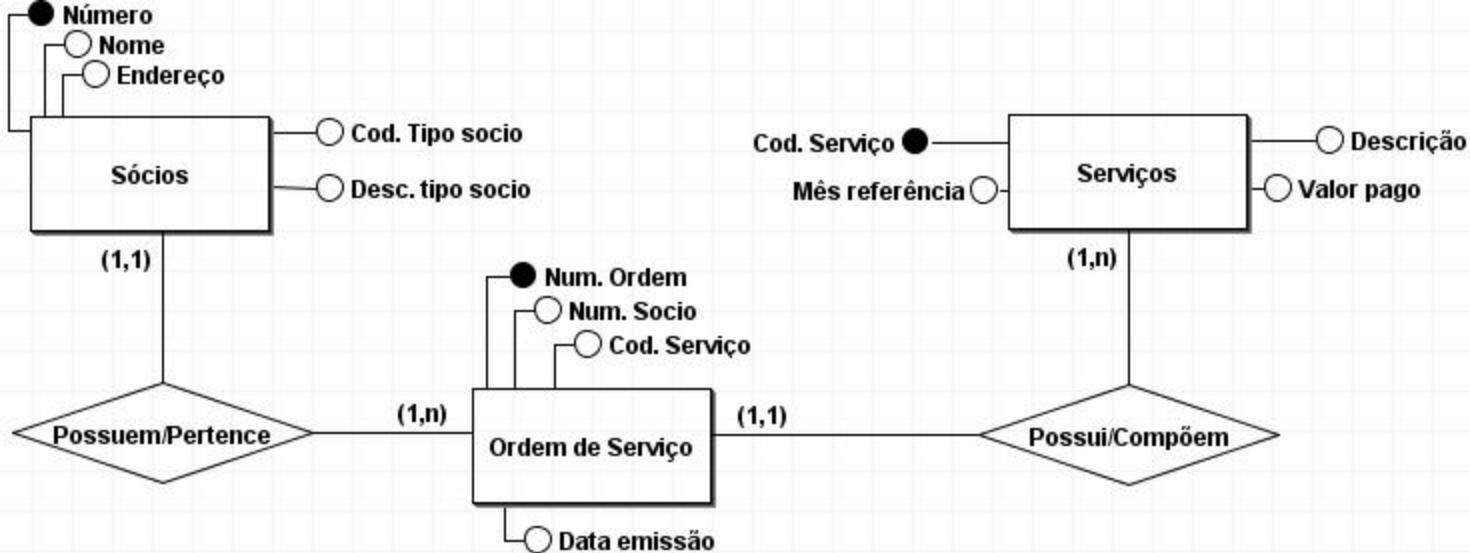 Número
Nome
Endereço
Sócios
Cod. Tipo socio
Desc. tipo socio
Cod. Serviço
Mês referência
Serviços
Descrição
Valor pago
(1,1)
(1,n)
Num. Ordem
Num. Socio
Cod. Serviço
Possuem/Pertence
(1,n)
Ordem de Serviço
(1,1)
Possui/Compõem
Data emissão